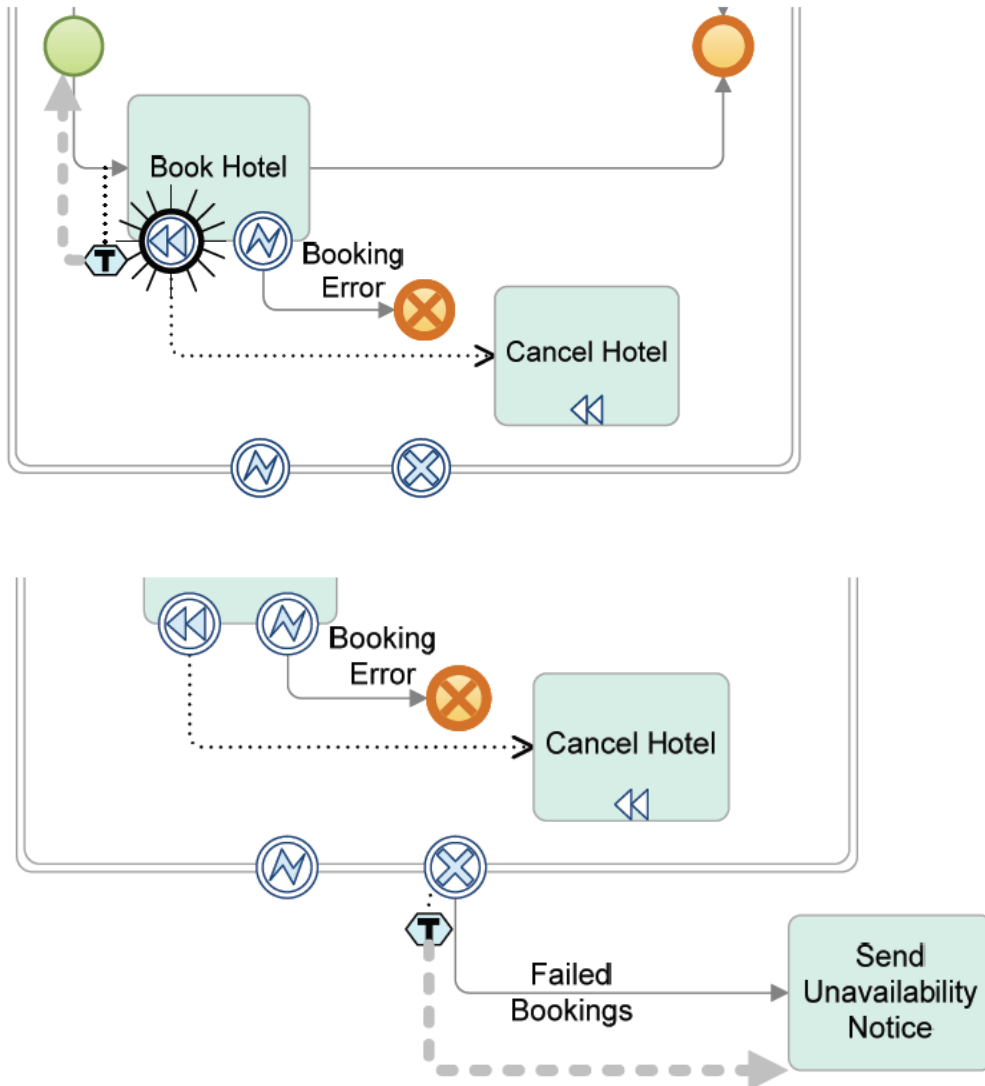 Book Hotel
T
Booking
Error
Cancel Hotel
Booking
Error
Cancel Hotel
T
Failed
Bookings
Send
Unavailability
Notice